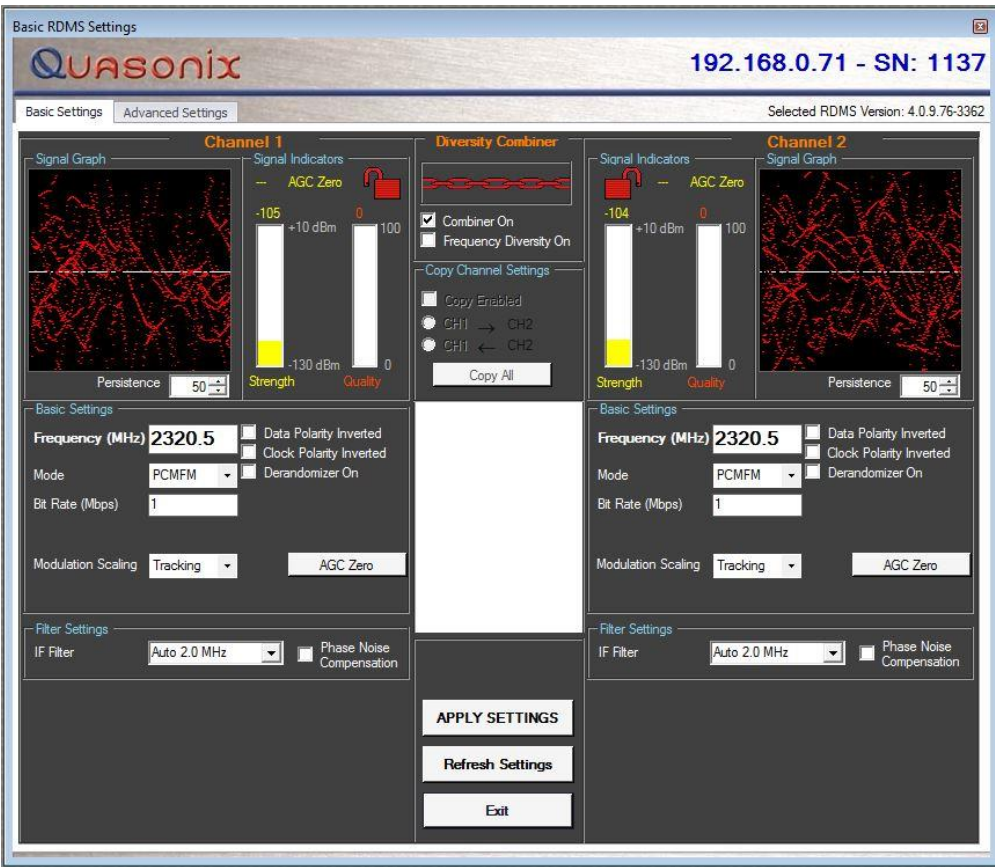 Basic RDMS Settings
Quasonix
192.168.0.71 - SN: 1137
Basic Settings
Advanced Settings
Selected RDMS Version: 4.0.9.76-3362
Channel 1
Signal Graph
Persistence
50
Signal Indicators
--- AGC Zero
-105
0
+10 dBm
100
-130 dBm
0
Strength
Quality
Basic Settings
Frequency (MHz) 2320.5
Data Polarity Inverted
Clock Polarity Inverted
Mode PCMFM
Derandomizer On
Bit Rate (Mbps) 1
Modulation Scaling Tracking
AGC Zero
Filter Settings
IF Filter Auto 2.0 MHz
Phase Noise
Compensation
Diversity Combiner
Combiner On
Frequency Diversity On
Copy Channel Settings
Copy Enabled
CH1 → CH2
CH1 ← CH2
Copy All
APPLY SETTINGS
Refresh Settings
Exit
Channel 2
Signal Indicators
--- AGC Zero
-104
0
+10 dBm
100
-130 dBm
0
Strength
Quality
Signal Graph
Persistence
50
Basic Settings
Frequency (MHz) 2320.5
Data Polarity Inverted
Clock Polarity Inverted
Mode PCMFM
Derandomizer On
Bit Rate (Mbps) 1
Modulation Scaling Tracking
AGC Zero
Filter Settings
IF Filter Auto 2.0 MHz
Phase Noise
Compensation